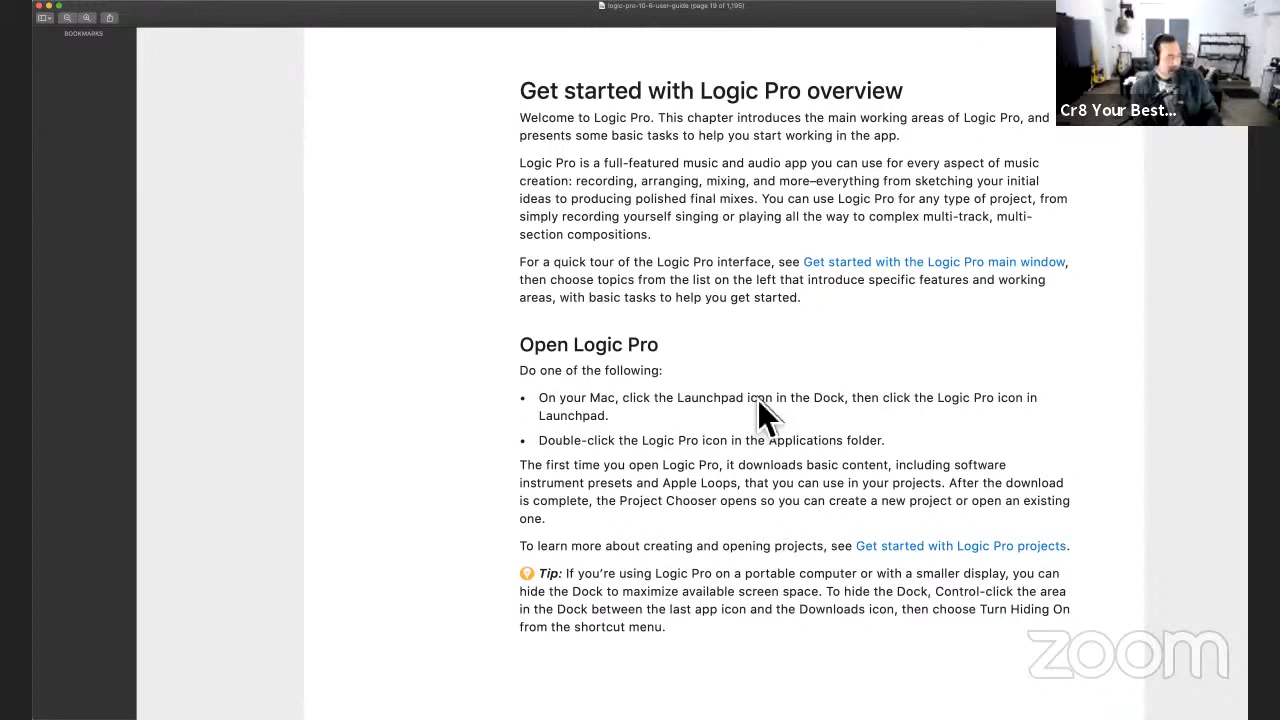 logic-pro-10-6-user-guide (page 19 of 1,195)
BOOKMARKS
Cr8 Your Best...
Get started with Logic Pro overview
Welcome to Logic Pro. This chapter introduces the main working areas of Logic Pro, and
presents some basic tasks to help you start working in the app.
Logic Pro is a full-featured music and audio app you can use for every aspect of music
creation: recording, arranging, mixing, and more–everything from sketching your initial
ideas to producing polished final mixes. You can use Logic Pro for any type of project, from
simply recording yourself singing or playing all the way to complex multi-track, multi-
section compositions.
For a quick tour of the Logic Pro interface, see Get started with the Logic Pro main window,
then choose topics from the list on the left that introduce specific features and working
areas, with basic tasks to help you get started.
Open Logic Pro
Do one of the following:
• On your Mac, click the Launchpad icon in the Dock, then click the Logic Pro icon in
Launchpad.
• Double-click the Logic Pro icon in the Applications folder.
The first time you open Logic Pro, it downloads basic content, including software
instrument presets and Apple Loops, that you can use in your projects. After the download
is complete, the Project Chooser opens so you can create a new project or open an existing
one.
To learn more about creating and opening projects, see Get started with Logic Pro projects.
Tip: If you’re using Logic Pro on a portable computer or with a smaller display, you can
hide the Dock to maximize available screen space. To hide the Dock, Control-click the area
in the Dock between the last app icon and the Downloads icon, then choose Turn Hiding On
from the shortcut menu.
zoom